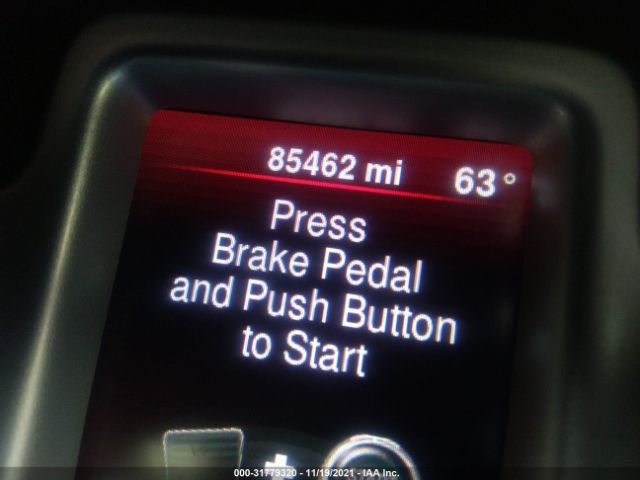 85462 mi 63°
Press
Brake Pedal
and Push Button
to Start
+
000-31779320 - 11/19/2021 - IAA Inc.